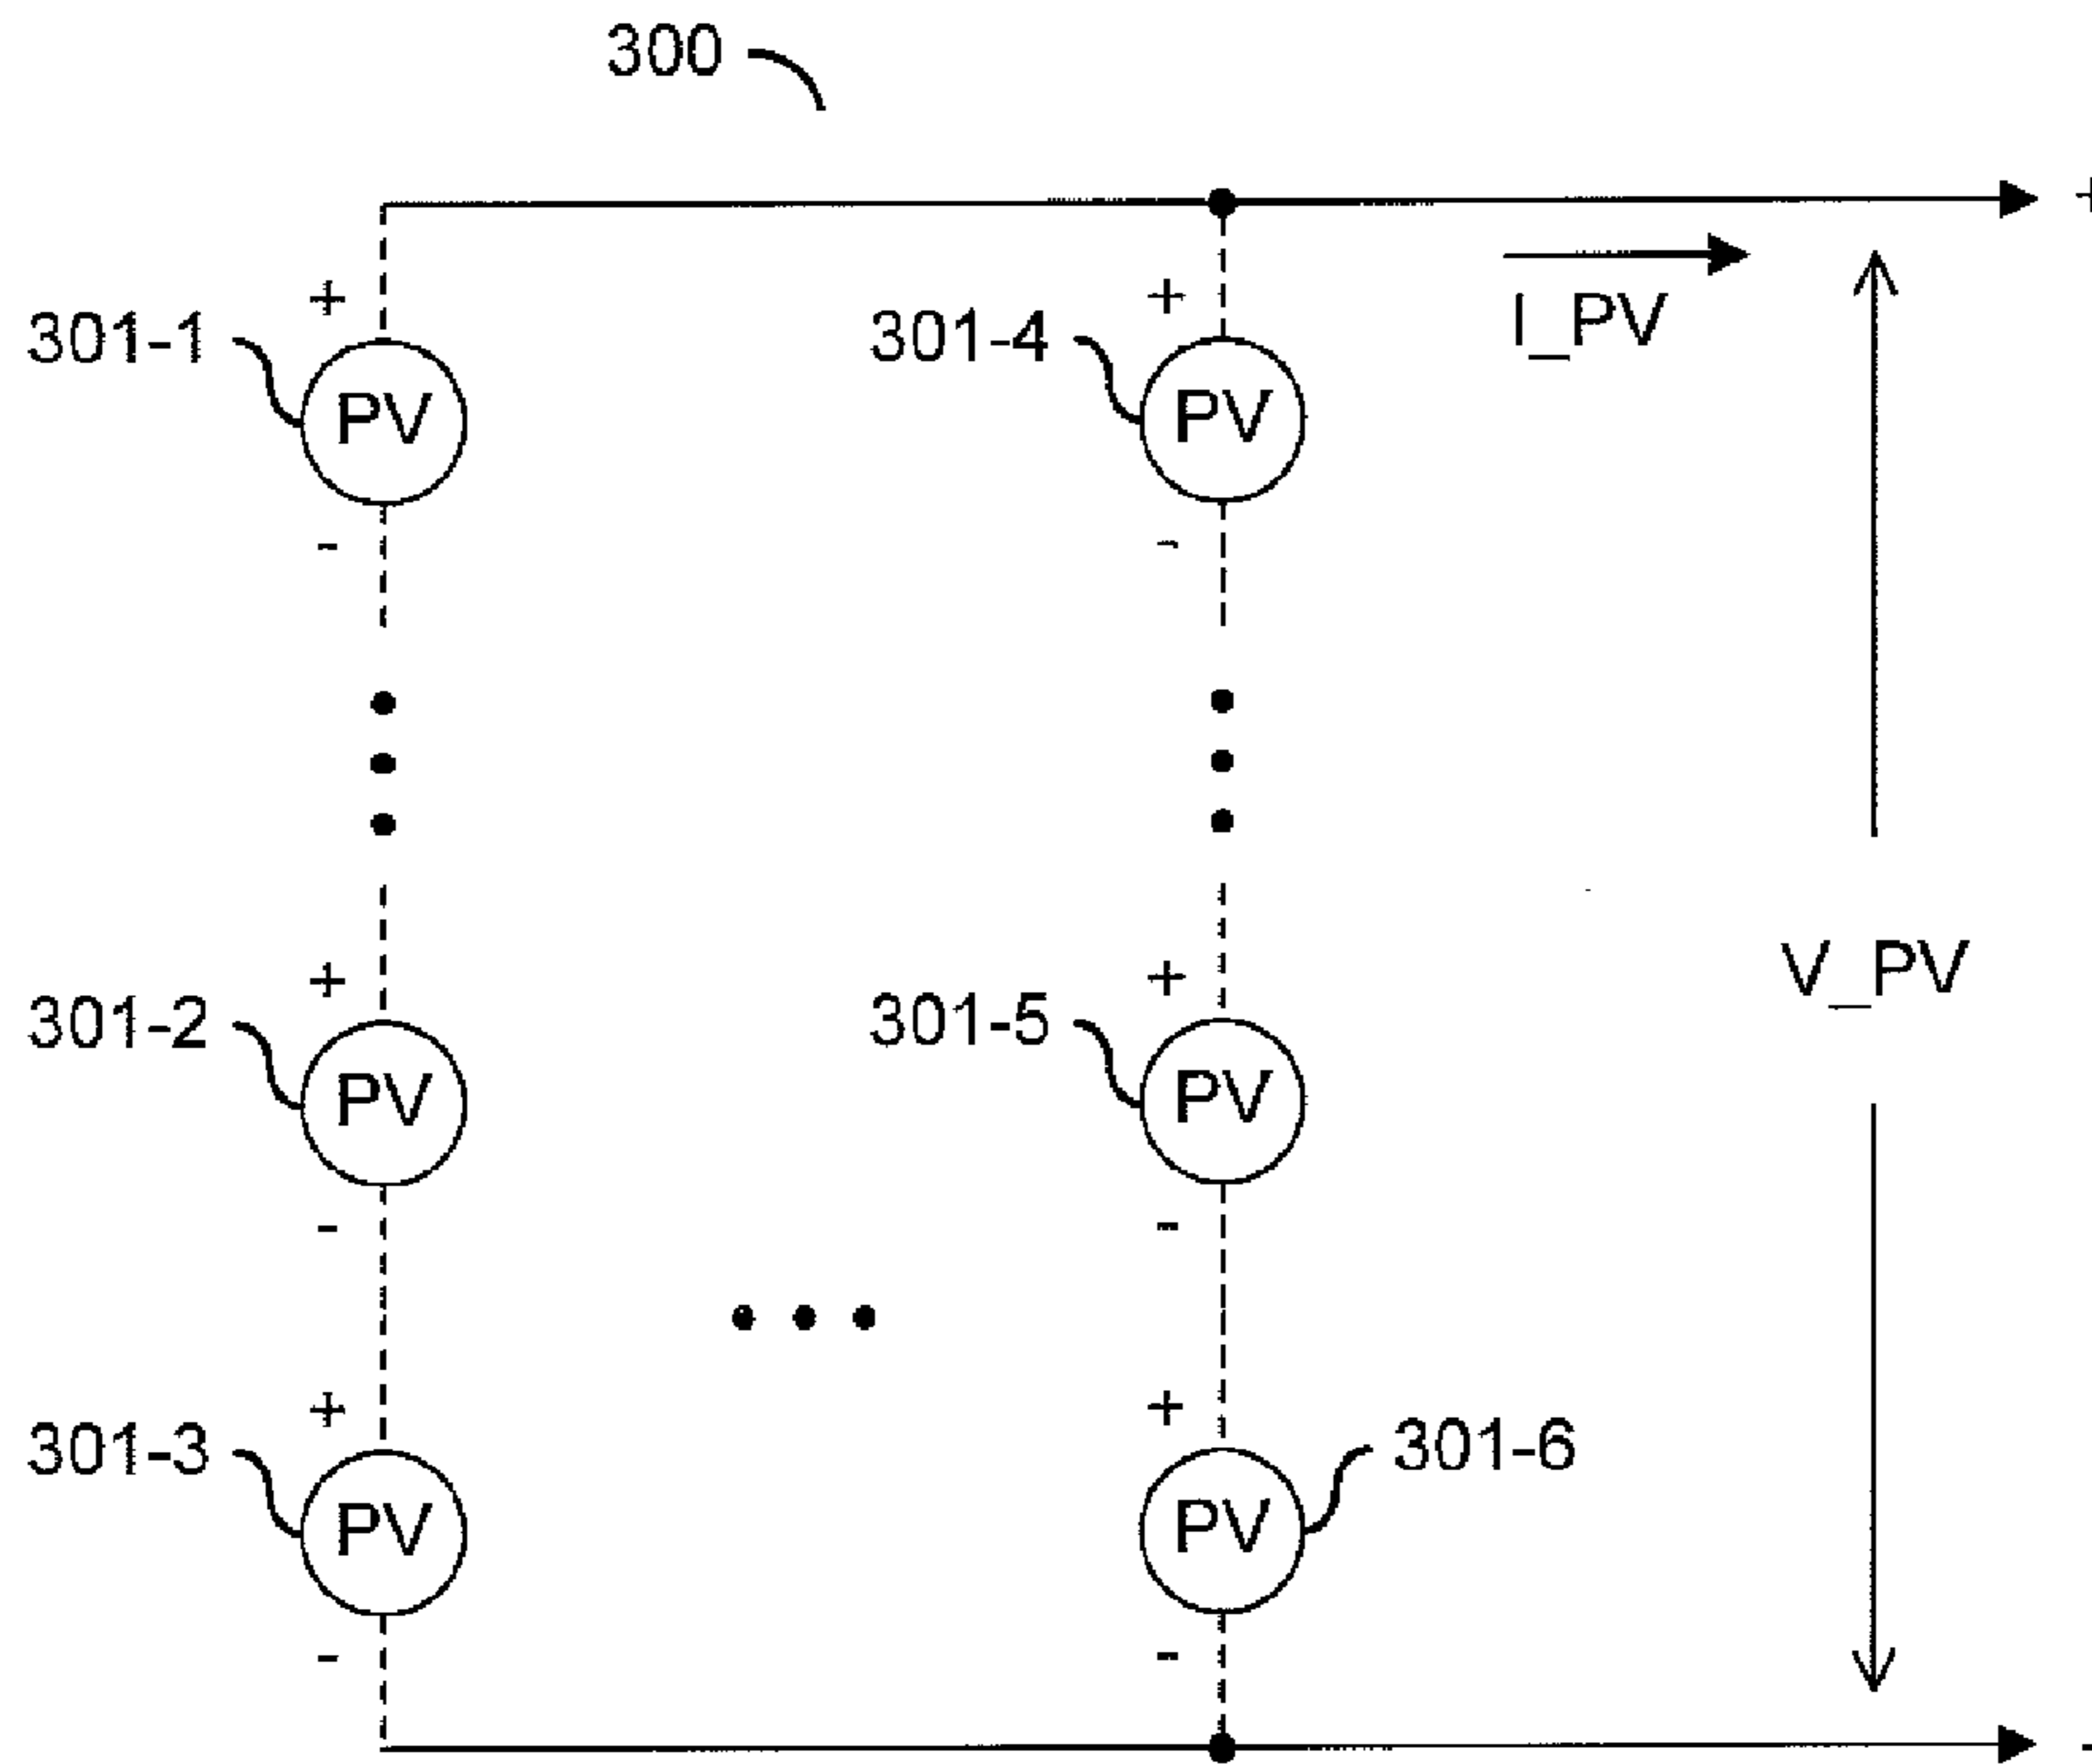 300
+
+ +
301-1 301-4 I_PV
PV PV
- -
+ + V_PV
301-2 301-5
PV PV
- -
+ +
301-3 301-6
PV PV
- -
-